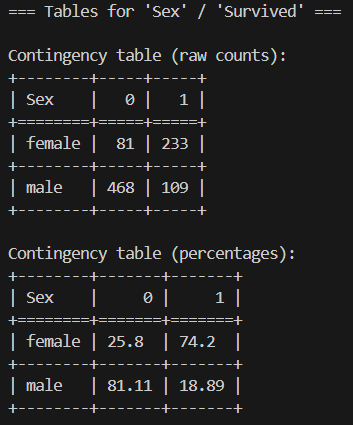 === Tables for 'Sex' / 'Survived' ===

Contingency table (raw counts):
+--------+-----+-----+
| Sex    |   0 |   1 |
+========+=====+=====+
| female |  81 | 233 |
+--------+-----+-----+
| male   | 468 | 109 |
+--------+-----+-----+

Contingency table (percentages):
+--------+-------+-------+
| Sex    |     0 |     1 |
+========+=======+=======+
| female | 25.8  | 74.2  |
+--------+-------+-------+
| male   | 81.11 | 18.89 |
+--------+-------+-------+